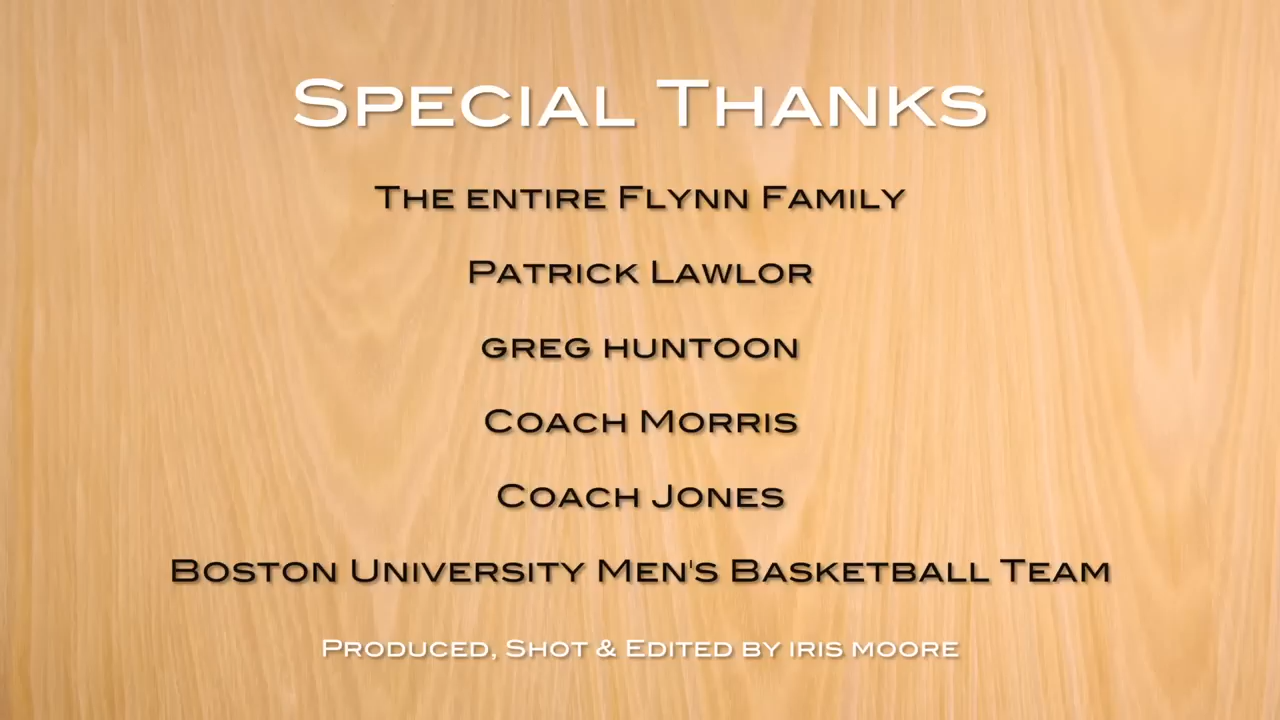 Special Thanks
The entire Flynn Family
Patrick Lawlor
greg huntoon
Coach Morris
Coach Jones
Boston University Men's Basketball Team
Produced, Shot & Edited by iris moore